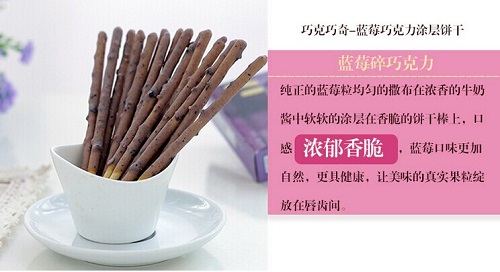 巧克巧奇-蓝莓巧克力涂层饼干
蓝莓碎巧克力
纯正的蓝莓粒均匀的撒布在浓香的牛奶
酱中软软的涂层在香脆的饼干棒上，口
感 浓郁香脆 ，蓝莓口味更加
自然，更具健康，让美味的真实果粒绽
放在唇齿间。